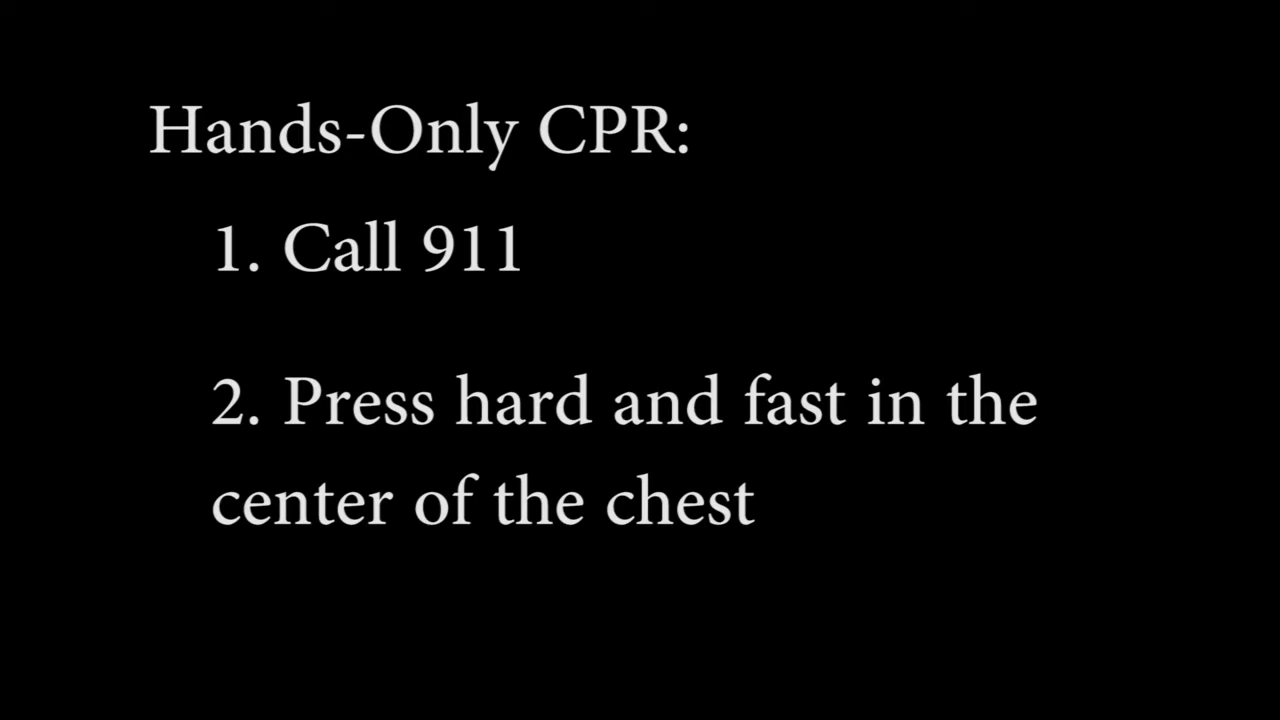 Hands-Only CPR:
1. Call 911
2. Press hard and fast in the
center of the chest